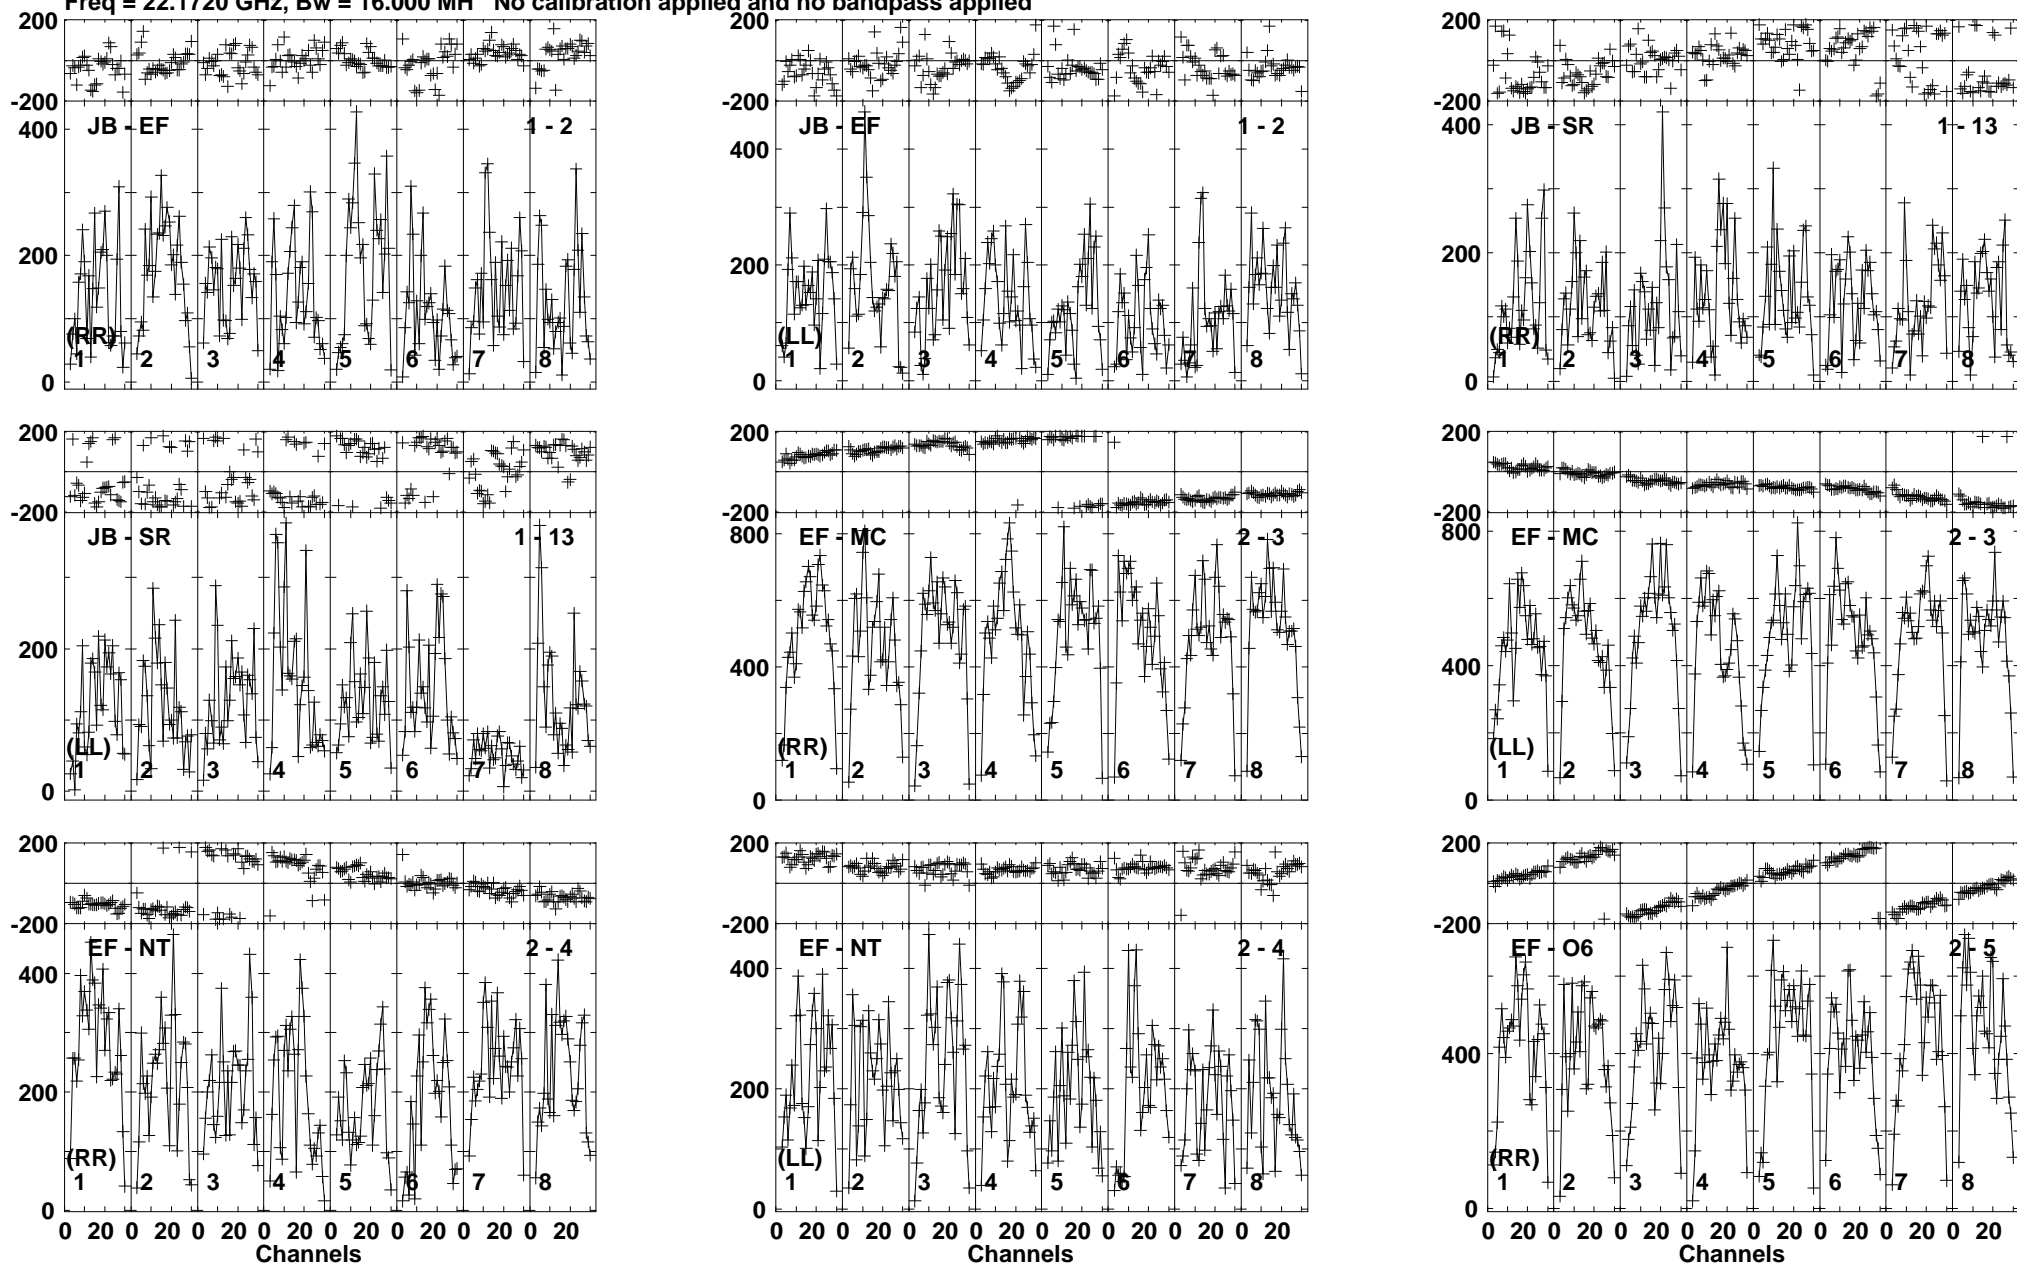 Freq = 22.1720 GHz, Bw = 16.000 MH No calibration applied and no bandpass applied
200 200 200
-200 -200 -200
JB - EF 1 - 2 JB - EF 1 - 2 JB - SR 1 - 13
400 400 400
200 200 200
(RR) (LL) (RR)
1 2 3 4 5 6 7 8 1 2 3 4 5 6 7 8 1 2 3 4 5 6 7 8
0 0 0
200 200 200
-200 -200 -200
JB - SR 1 - 13 EF - MC 2 - 3 EF - MC 2 - 3
800 800
200 400 400
(LL) (RR) (LL)
1 2 3 4 5 6 7 8 1 2 3 4 5 6 7 8 1 2 3 4 5 6 7 8
0 0 0
200 200 200
-200 -200 -200
EF - NT 2 - 4 EF - NT 2 - 4 EF - O6 2 - 5
400 400 400
200 200
(RR) (LL) (RR)
1 2 3 4 5 6 7 8 1 2 3 4 5 6 7 8 1 2 3 4 5 6 7 8
0 0 0
0 20 0 20 0 20 0 20 0 20 0 20 0 20 0 20 0 20 0 20 0 20 0 20 0 20 0 20 0 20 0 20 0 20 0 20 0 20 0 20 0 20 0 20 0 20 0 20
Channels Channels Channels